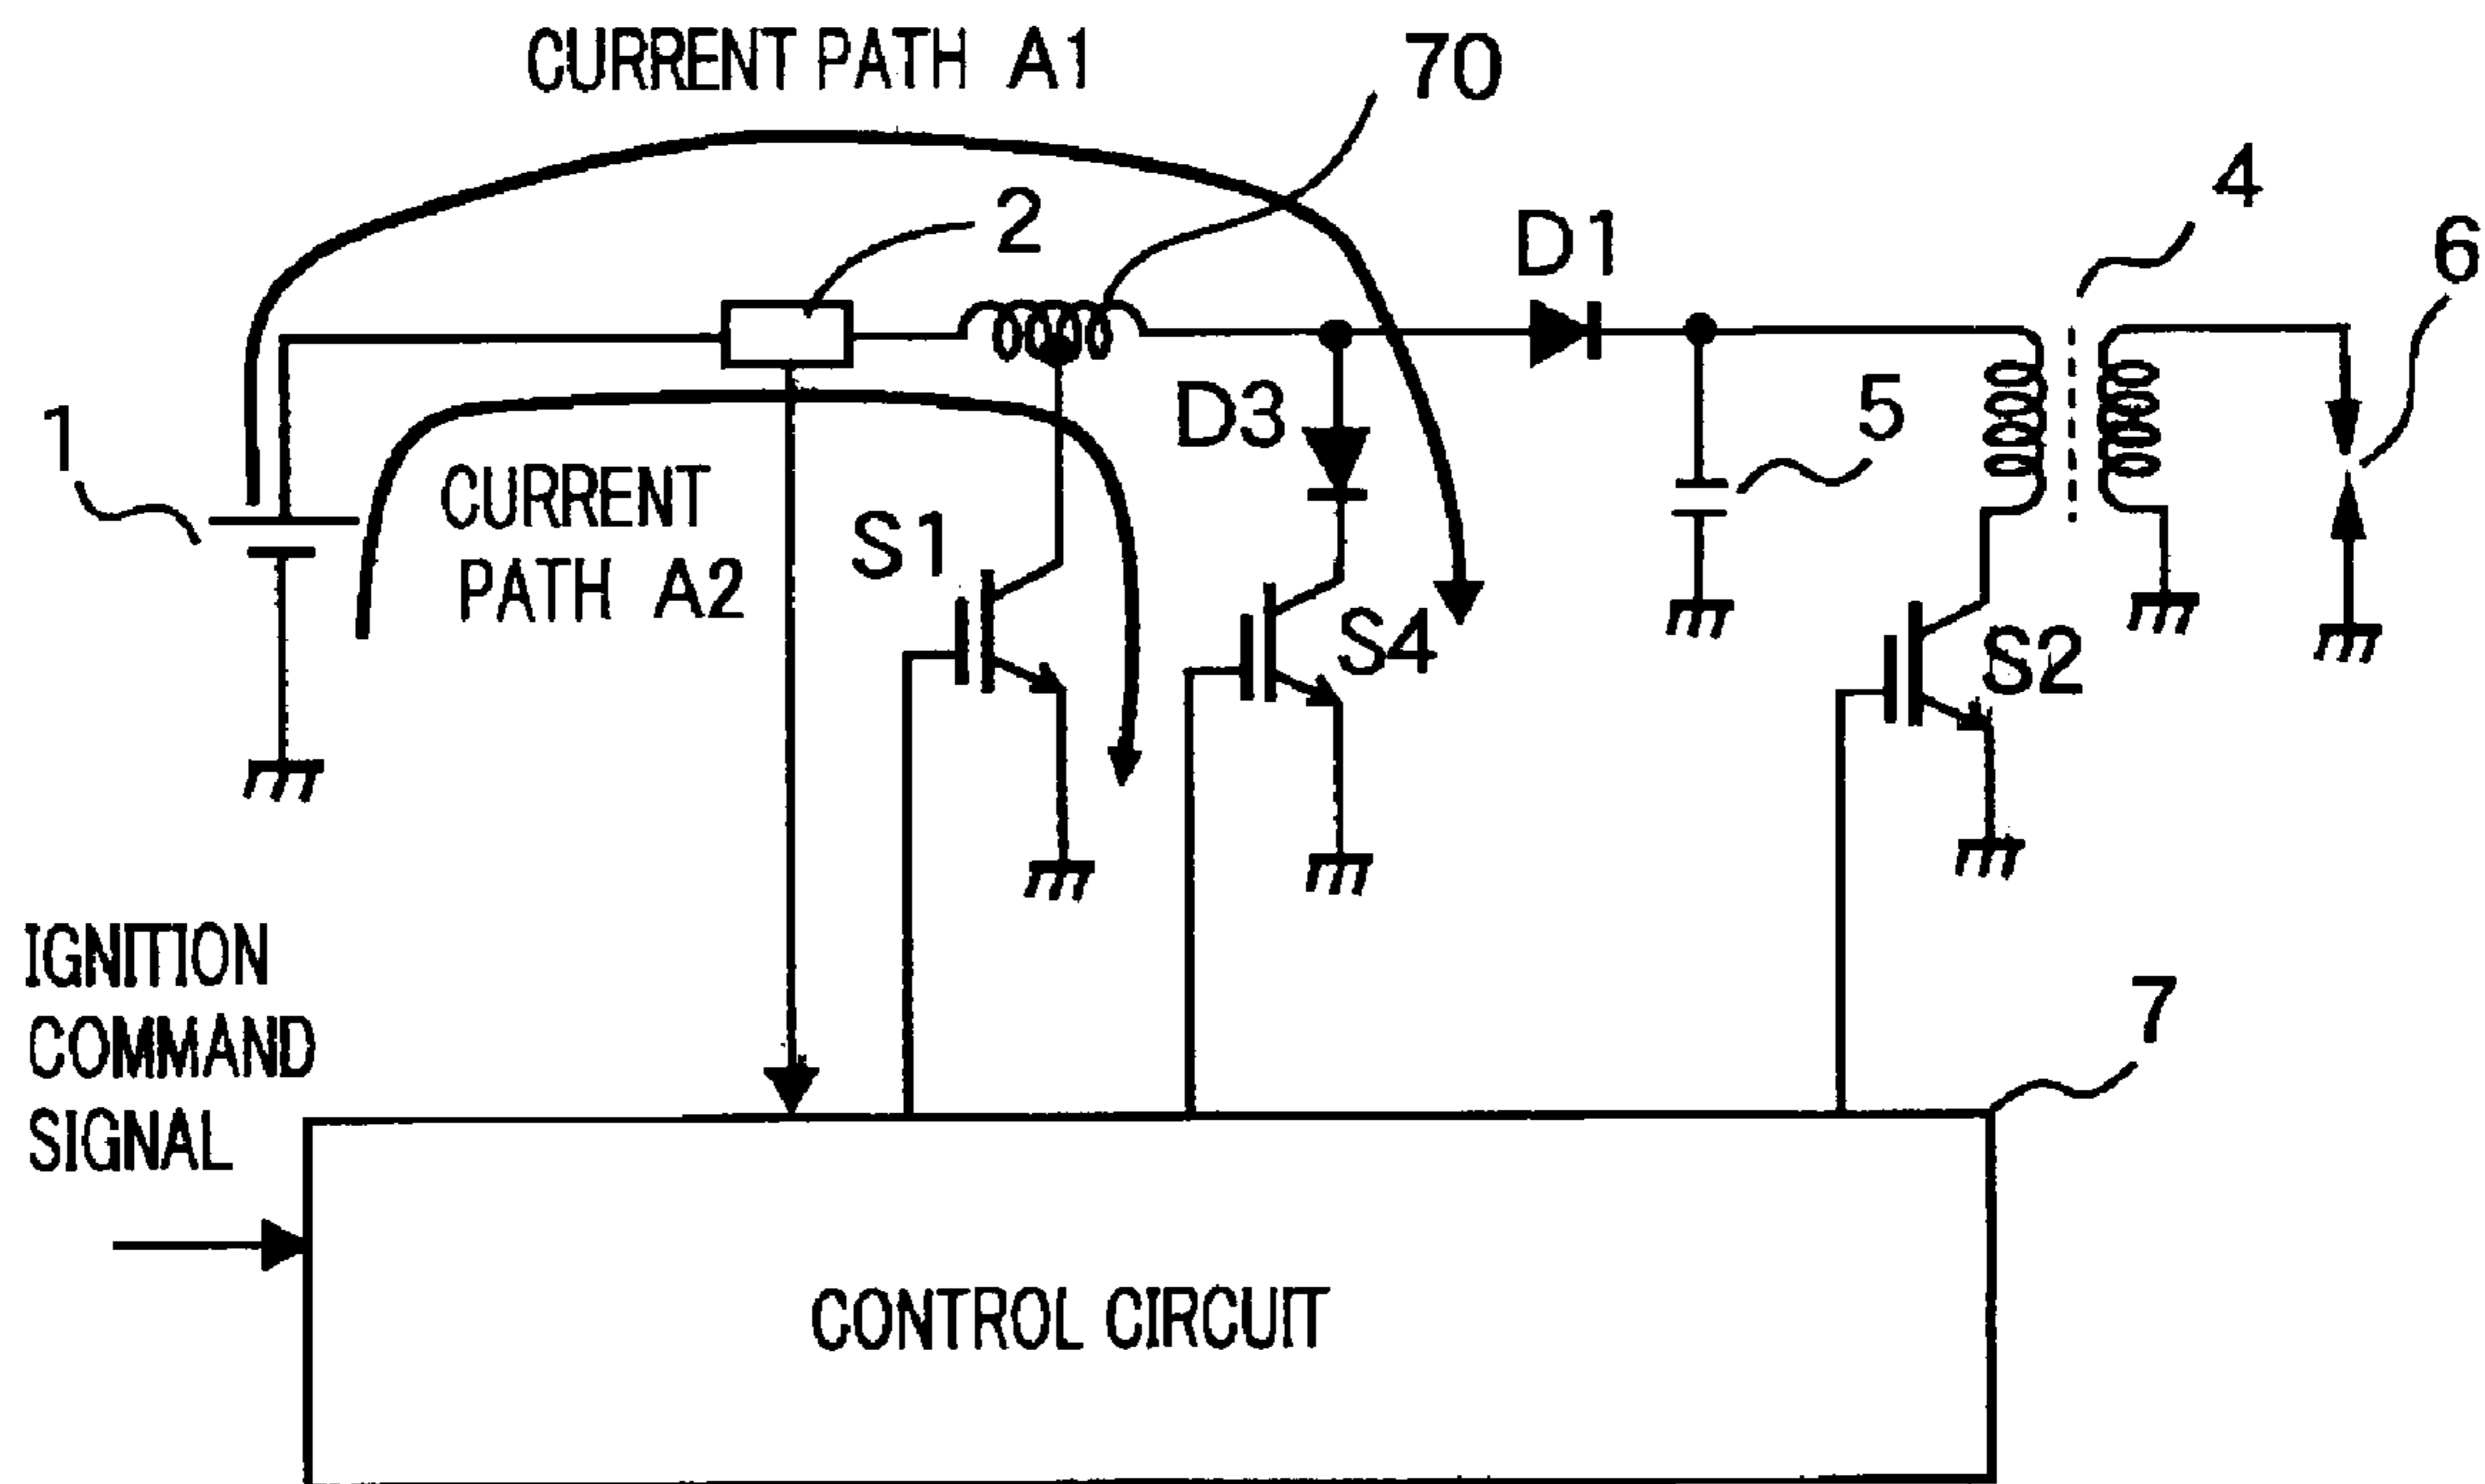 CURRENT PATH A1
70
4
2
D1
6
1
D3
5
CURRENT
PATH A2
S1
S4
S2
IGNITION
COMMAND
SIGNAL
7
CONTROL CIRCUIT